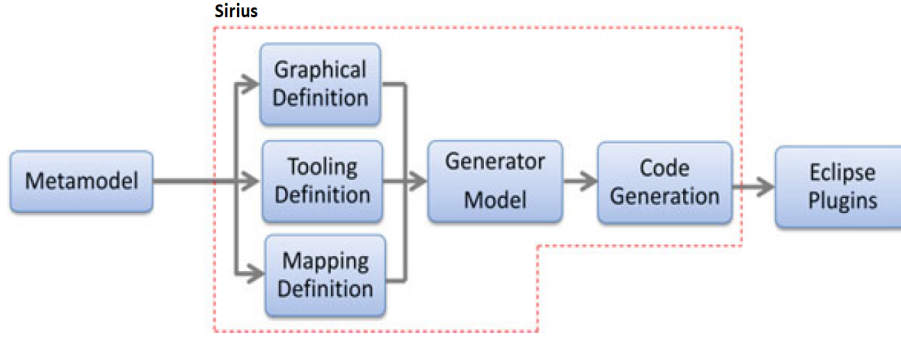 Sirius
Graphical
Definition
Metamodel
Tooling
Definition
Mapping
Definition
Generator
Model
Code
Generation
Eclipse
Plugins